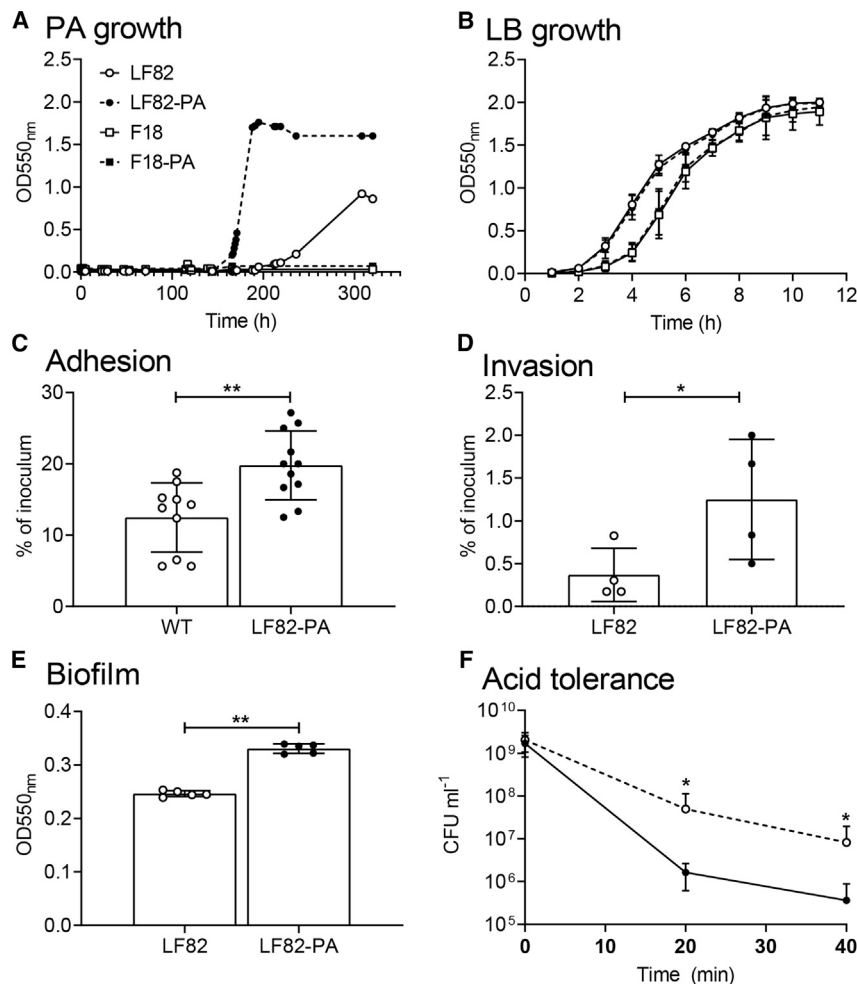 A PA growth
2.5
2.0
1.5
1.0
0.5
0.0
OD550nm
LF82
LF82-PA
F18
F18-PA
0 100 200 300
Time (h)
B LB growth
2.5
2.0
1.5
1.0
0.5
0.0
OD550nm
0 2 4 6 8 10 12
Time (h)
C Adhesion
30
20
10
0
% of inoculum
**
WT LF82-PA
D Invasion
2.5
2.0
1.5
1.0
0.5
0.0
% of inoculum
*
LF82 LF82-PA
E Biofilm
0.4
0.3
0.2
0.1
0.0
OD550nm
**
LF82 LF82-PA
F Acid tolerance
10^10
10^9
10^8
10^7
10^6
10^5
CFU ml^-1
*
*
0 10 20 30 40
Time (min)